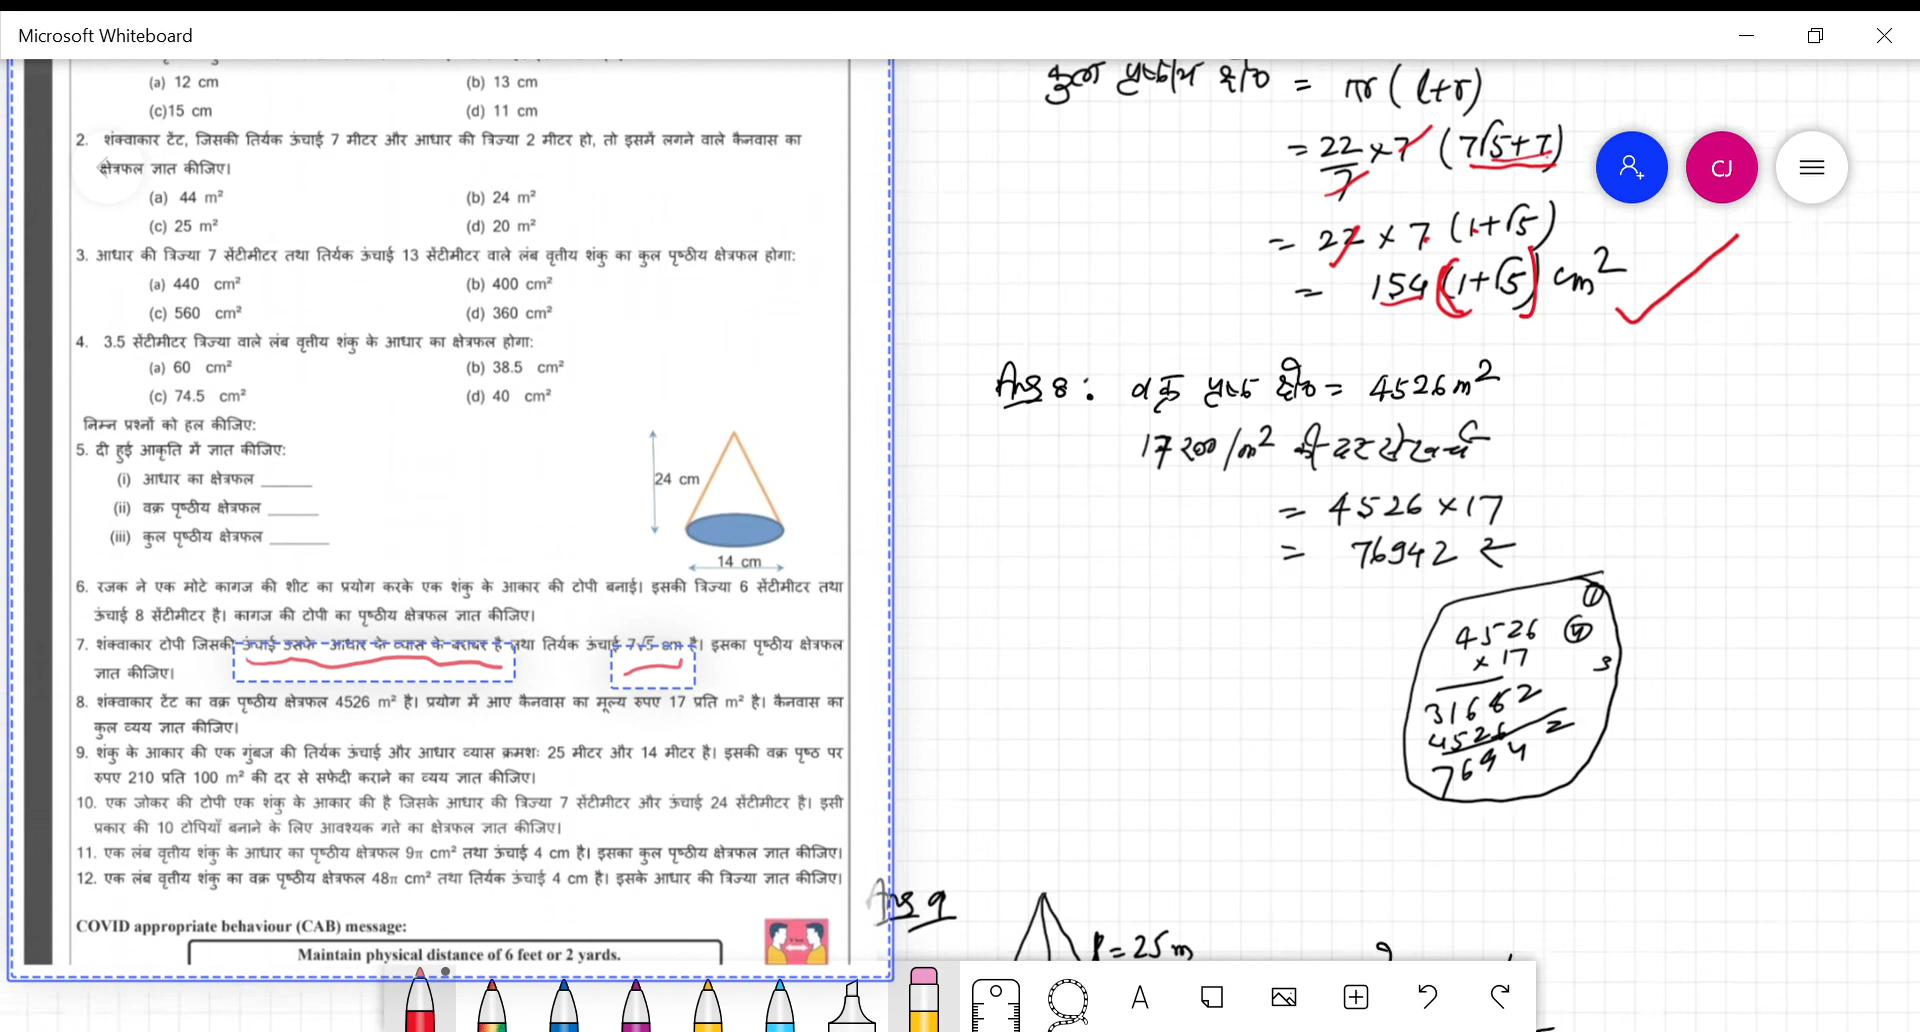 Microsoft Whiteboard
(a) 12 cm (b) 13 cm
(c)15 cm (d) 11 cm
2. शंक्वाकार टेंट, जिसकी तिर्यक ऊंचाई 7 मीटर और आधार की त्रिज्या 2 मीटर हो, तो इसमें लगने वाले कैनवास का
क्षेत्रफल ज्ञात कीजिए।
(a) 44 m² (b) 24 m²
(c) 25 m² (d) 20 m²
3. आधार की त्रिज्या 7 सेंटीमीटर तथा तिर्यक ऊंचाई 13 सेंटीमीटर वाले लंब वृत्तीय शंकु का कुल पृष्ठीय क्षेत्रफल होगा:
(a) 440 cm² (b) 400 cm²
(c) 560 cm² (d) 360 cm²
4. 3.5 सेंटीमीटर त्रिज्या वाले लंब वृत्तीय शंकु के आधार का क्षेत्रफल होगा:
(a) 60 cm² (b) 38.5 cm²
(c) 74.5 cm² (d) 40 cm²
निम्न प्रश्नों को हल कीजिए:
5. दी हुई आकृति में ज्ञात कीजिए:
(i) आधार का क्षेत्रफल ______
(ii) वक्र पृष्ठीय क्षेत्रफल ______
(iii) कुल पृष्ठीय क्षेत्रफल _______
24 cm
14 cm
6. रजक ने एक मोटे कागज की शीट का प्रयोग करके एक शंकु के आकार की टोपी बनाई। इसकी त्रिज्या 6 सेंटीमीटर तथा
ऊंचाई 8 सेंटीमीटर है। कागज की टोपी का पृष्ठीय क्षेत्रफल ज्ञात कीजिए।
7. शंक्वाकार टोपी जिसकी ऊंचाई उसके आधार के व्यास के बराबर है तथा तिर्यक ऊंचाई 7√5 cm है। इसका पृष्ठीय क्षेत्रफल
ज्ञात कीजिए।
8. शंक्वाकार टेंट का वक्र पृष्ठीय क्षेत्रफल 4526 m² है। प्रयोग में आए कैनवास का मूल्य रुपए 17 प्रति m² है। कैनवास का
कुल व्यय ज्ञात कीजिए।
9. शंकु के आकार की एक गुंबज की तिर्यक ऊंचाई और आधार व्यास क्रमशः 25 मीटर और 14 मीटर है। इसकी वक्र पृष्ठ पर
रुपए 210 प्रति 100 m² की दर से सफेदी कराने का व्यय ज्ञात कीजिए।
10. एक जोकर की टोपी एक शंकु के आकार की है जिसके आधार की त्रिज्या 7 सेंटीमीटर और ऊंचाई 24 सेंटीमीटर है। इसी
प्रकार की 10 टोपियाँ बनाने के लिए आवश्यक गत्ते का क्षेत्रफल ज्ञात कीजिए।
11. एक लंब वृत्तीय शंकु के आधार का पृष्ठीय क्षेत्रफल 9π cm² तथा ऊंचाई 4 cm है। इसका कुल पृष्ठीय क्षेत्रफल ज्ञात कीजिए।
12. एक लंब वृत्तीय शंकु का वक्र पृष्ठीय क्षेत्रफल 48π cm² तथा तिर्यक ऊंचाई 4 cm है। इसके आधार की त्रिज्या ज्ञात कीजिए।
COVID appropriate behaviour (CAB) message:
Maintain physical distance of 6 feet or 2 yards.
कुल पृष्ठीय क्षे॰ = πr ( l+r)
= 22/7 × 7 (7√5+7)
= 22 × 7 (1+√5)
= 154 (1+√5) cm²
CJ
Ans 8: वक्र पृष्ठ क्षे॰ = 4526 m²
= 4526 × 17
= 76942 ₹
4526
× 17
4526
Ans 9
l = 25 m
A